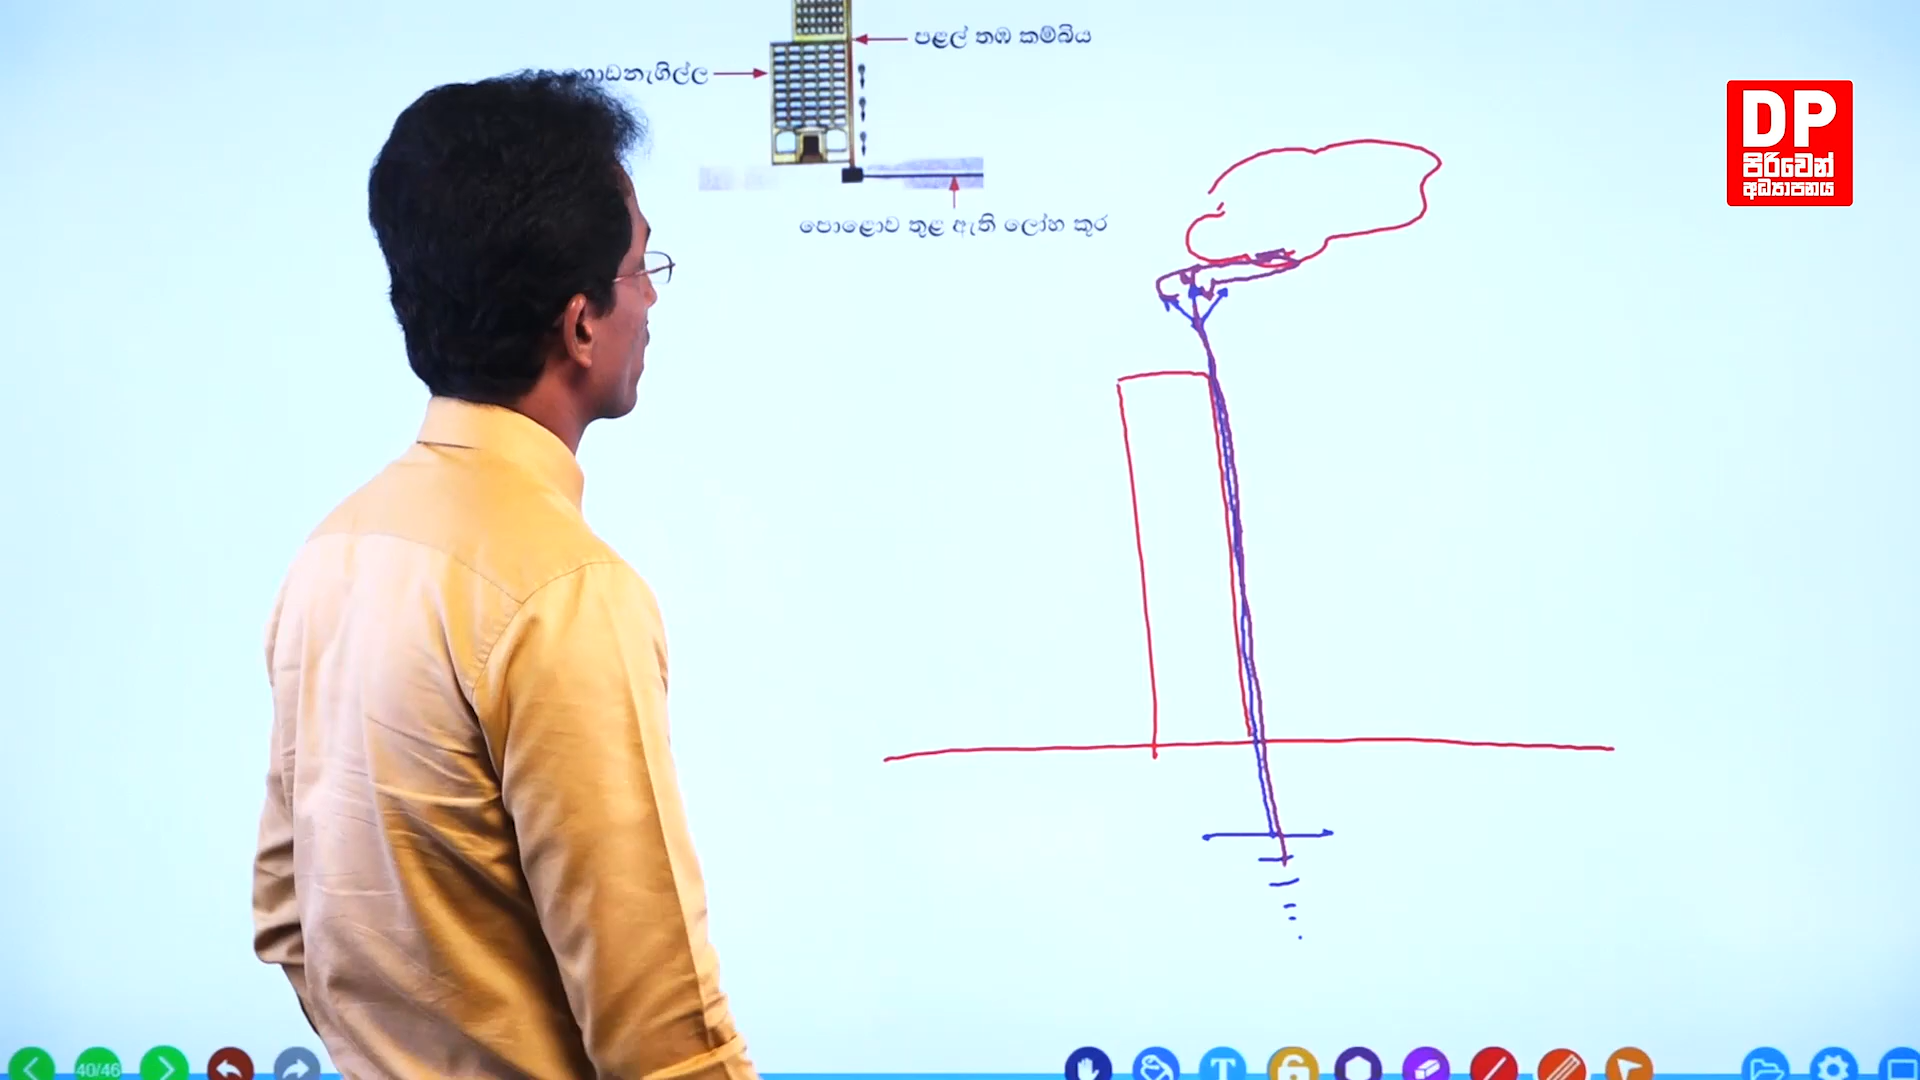 පළල් තඹ කම්බිය
ගොඩනැගිල්ල
පොළොව තුළ ඇති ලෝහ කූර
DP
පිරිවෙන්
අධ්‍යාපනය
40/46
T